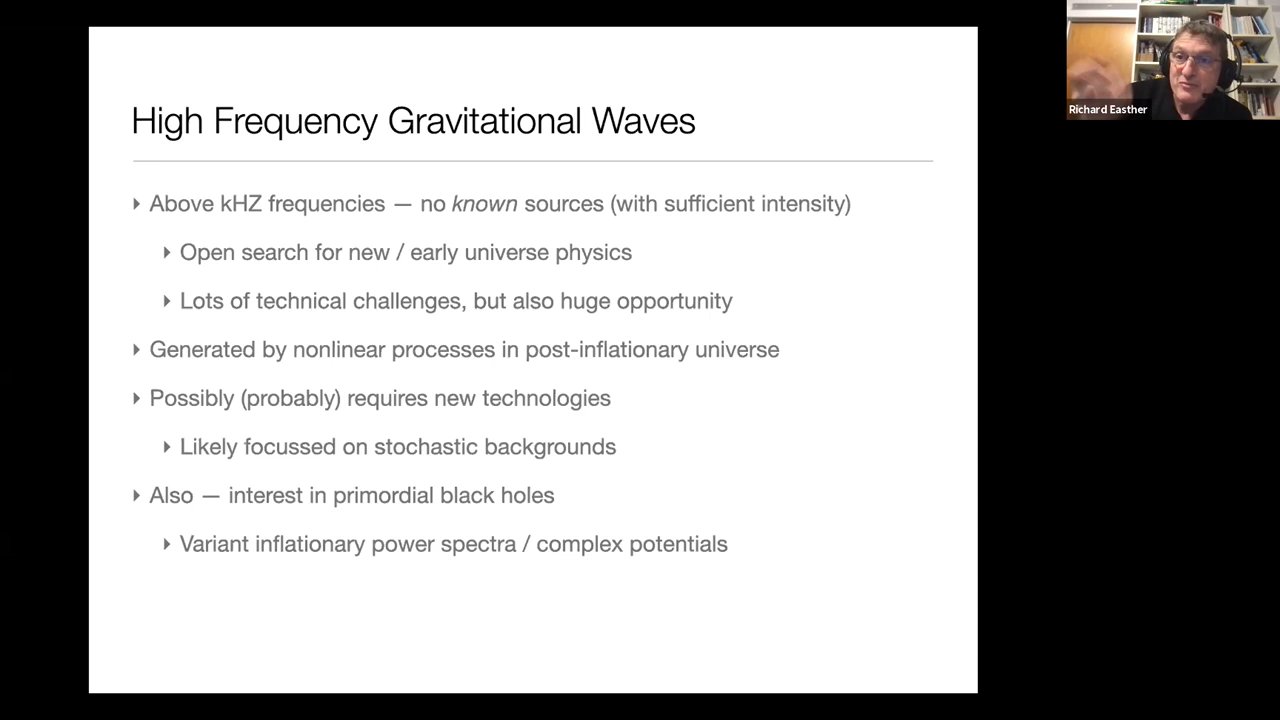 High Frequency Gravitational Waves
Above kHZ frequencies — no known sources (with sufficient intensity)
Open search for new / early universe physics
Lots of technical challenges, but also huge opportunity
Generated by nonlinear processes in post-inflationary universe
Possibly (probably) requires new technologies
Likely focussed on stochastic backgrounds
Also — interest in primordial black holes
Variant inflationary power spectra / complex potentials
Richard Easther